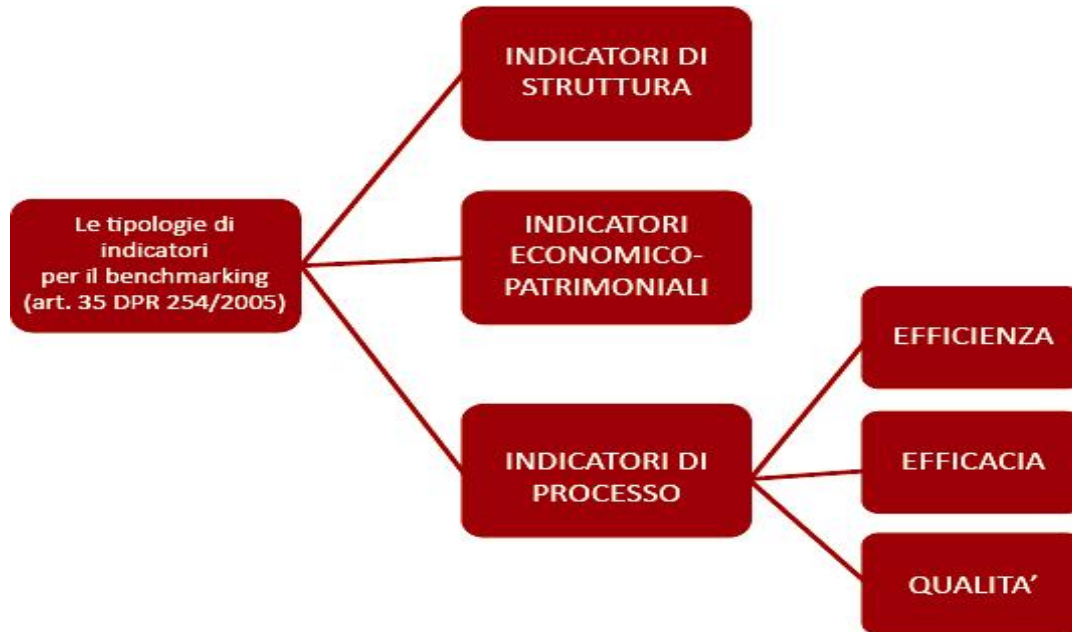 Le tipologie di
indicatori
per il benchmarking
(art. 35 DPR 254/2005)
INDICATORI DI
STRUTTURA
INDICATORI
ECONOMICO-
PATRIMONIALI
INDICATORI DI
PROCESSO
EFFICIENZA
EFFICACIA
QUALITA’